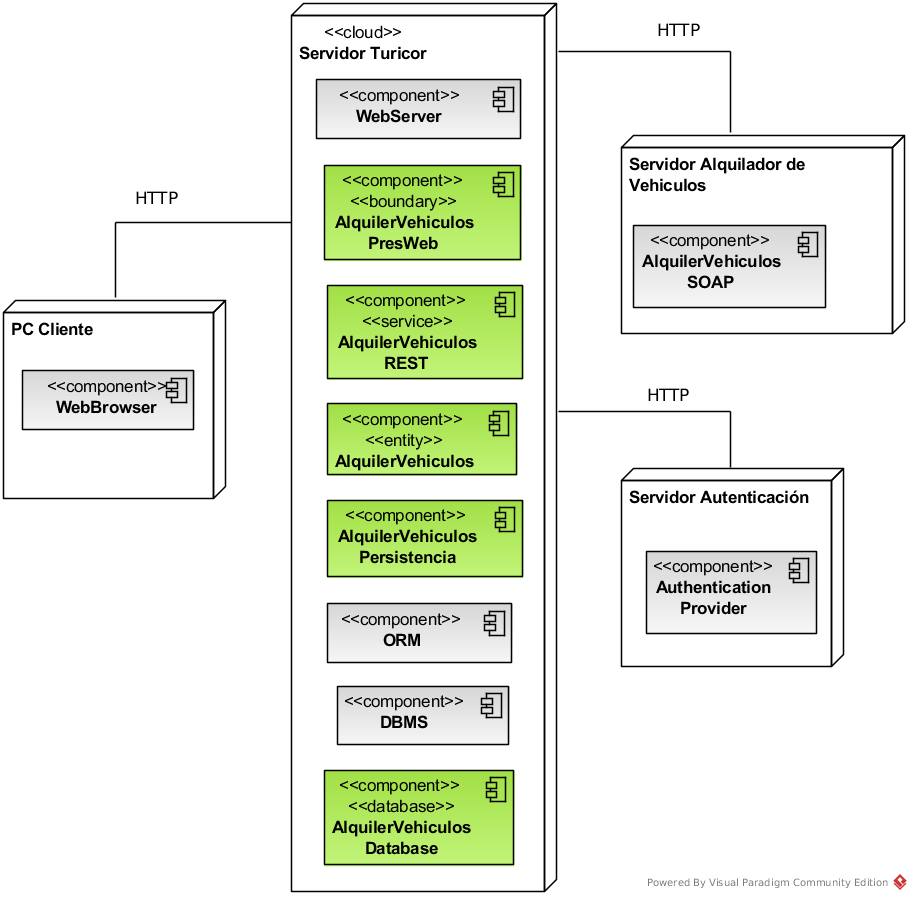 <<cloud>>
Servidor Turicor
<<component>>
WebServer
<<component>>
<<boundary>>
AlquilerVehiculos
PresWeb
<<component>>
<<service>>
AlquilerVehiculos
REST
<<component>>
<<entity>>
AlquilerVehiculos
<<component>>
AlquilerVehiculos
Persistencia
<<component>>
ORM
<<component>>
DBMS
<<component>>
<<database>>
AlquilerVehiculos
Database
HTTP
PC Cliente
<<component>>
WebBrowser
HTTP
Servidor Alquilador de
Vehiculos
<<component>>
AlquilerVehiculos
SOAP
HTTP
Servidor Autenticación
<<component>>
Authentication
Provider
Powered By Visual Paradigm Community Edition